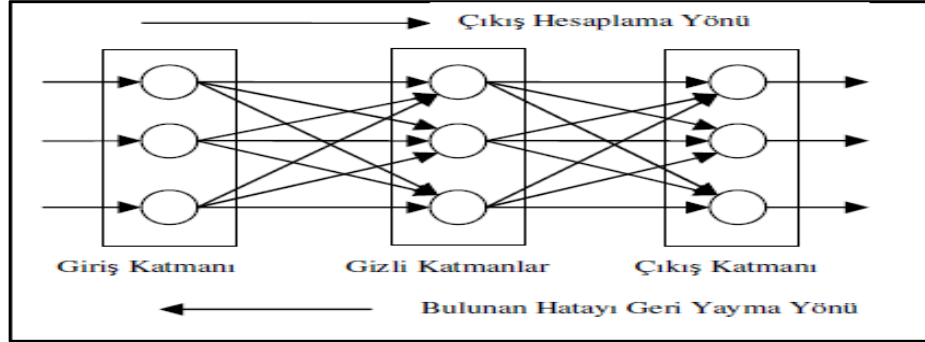 Çıkış Hesaplama Yönü
Giriş Katmanı
Gizli Katmanlar
Çıkış Katmanı
Bulunan Hatayı Geri Yayma Yönü